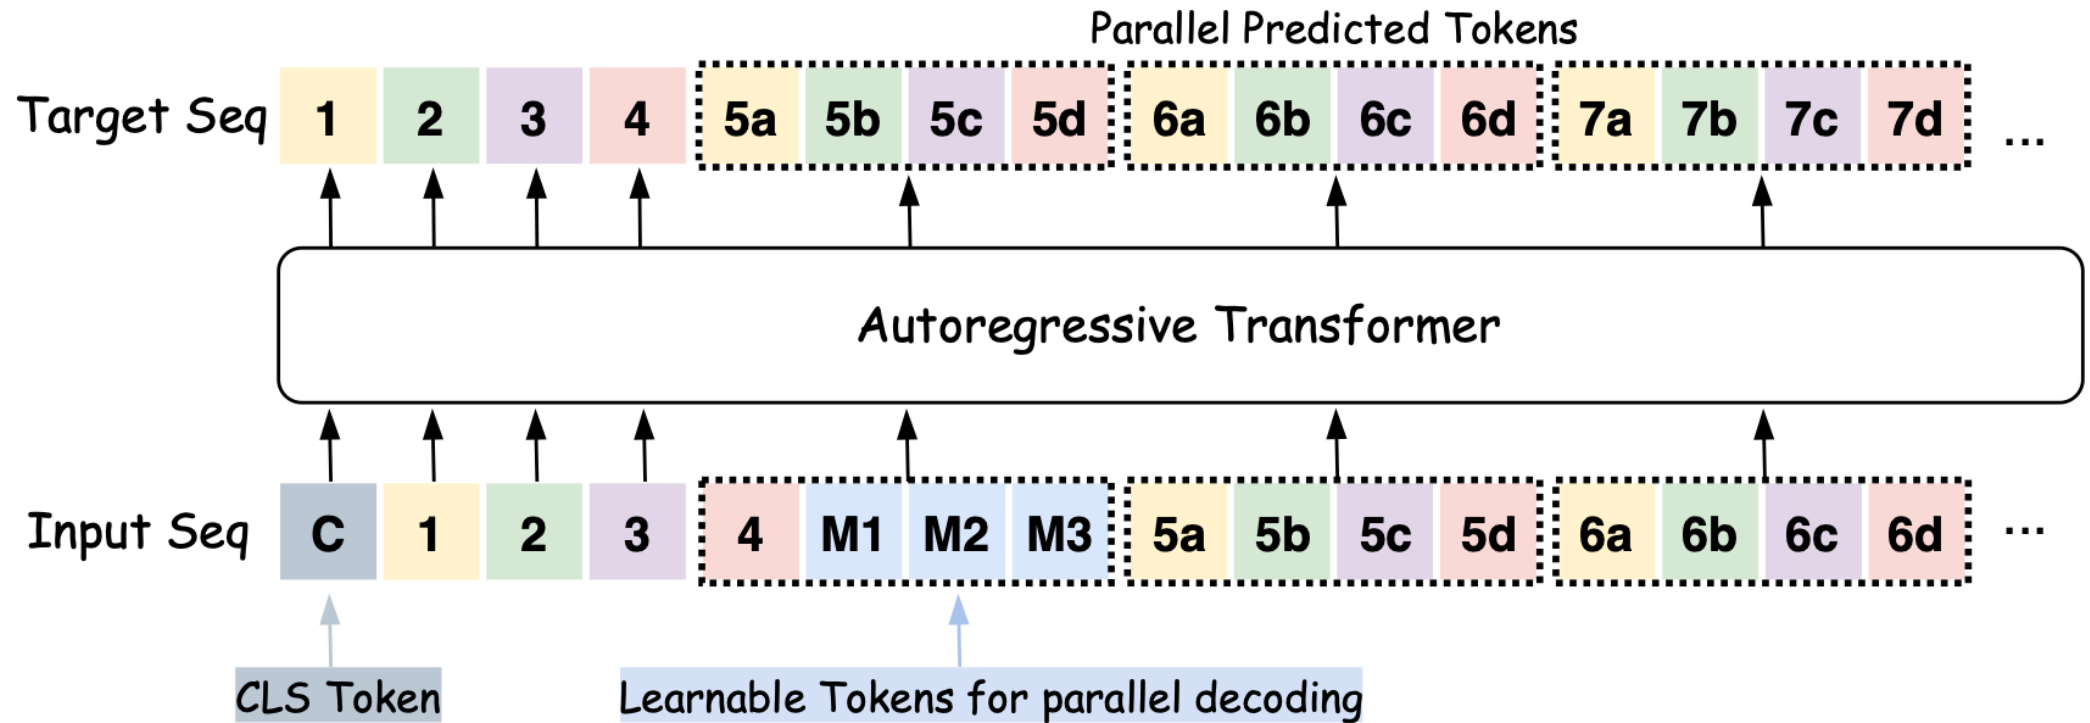 Parallel Predicted Tokens
Target Seq 1 2 3 4 5a 5b 5c 5d 6a 6b 6c 6d 7a 7b 7c 7d ...
Autoregressive Transformer
Input Seq C 1 2 3 4 M1 M2 M3 5a 5b 5c 5d 6a 6b 6c 6d ...
CLS Token Learnable Tokens for parallel decoding